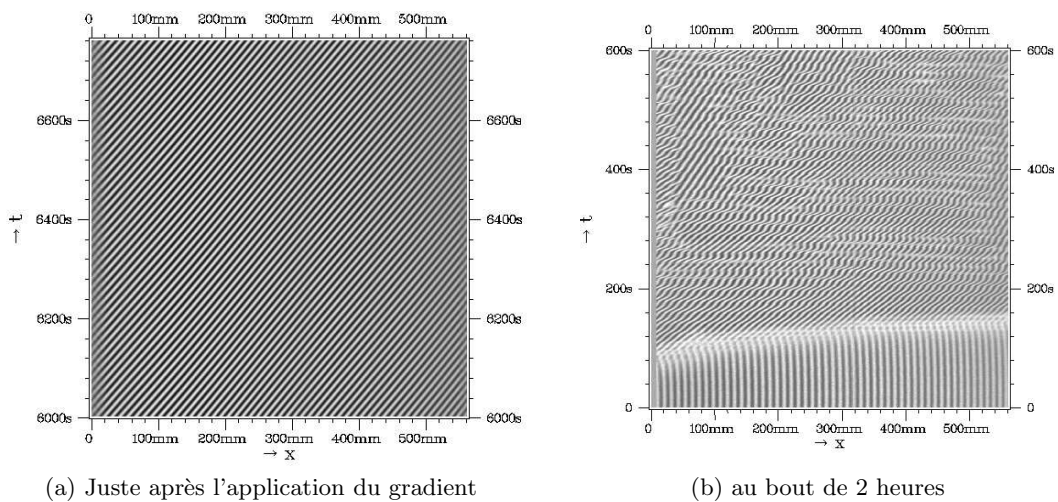 0 100mm 200mm 300mm 400mm 500mm
6600s 6600s
6400s 6400s
→ t
6200s 6200s
6000s 6000s
0 100mm 200mm 300mm 400mm 500mm
→ x
(a) Juste après l'application du gradient
0 100mm 200mm 300mm 400mm 500mm
600s 600s
400s 400s
→ t
200s 200s
0 0
0 100mm 200mm 300mm 400mm 500mm
→ x
(b) au bout de 2 heures